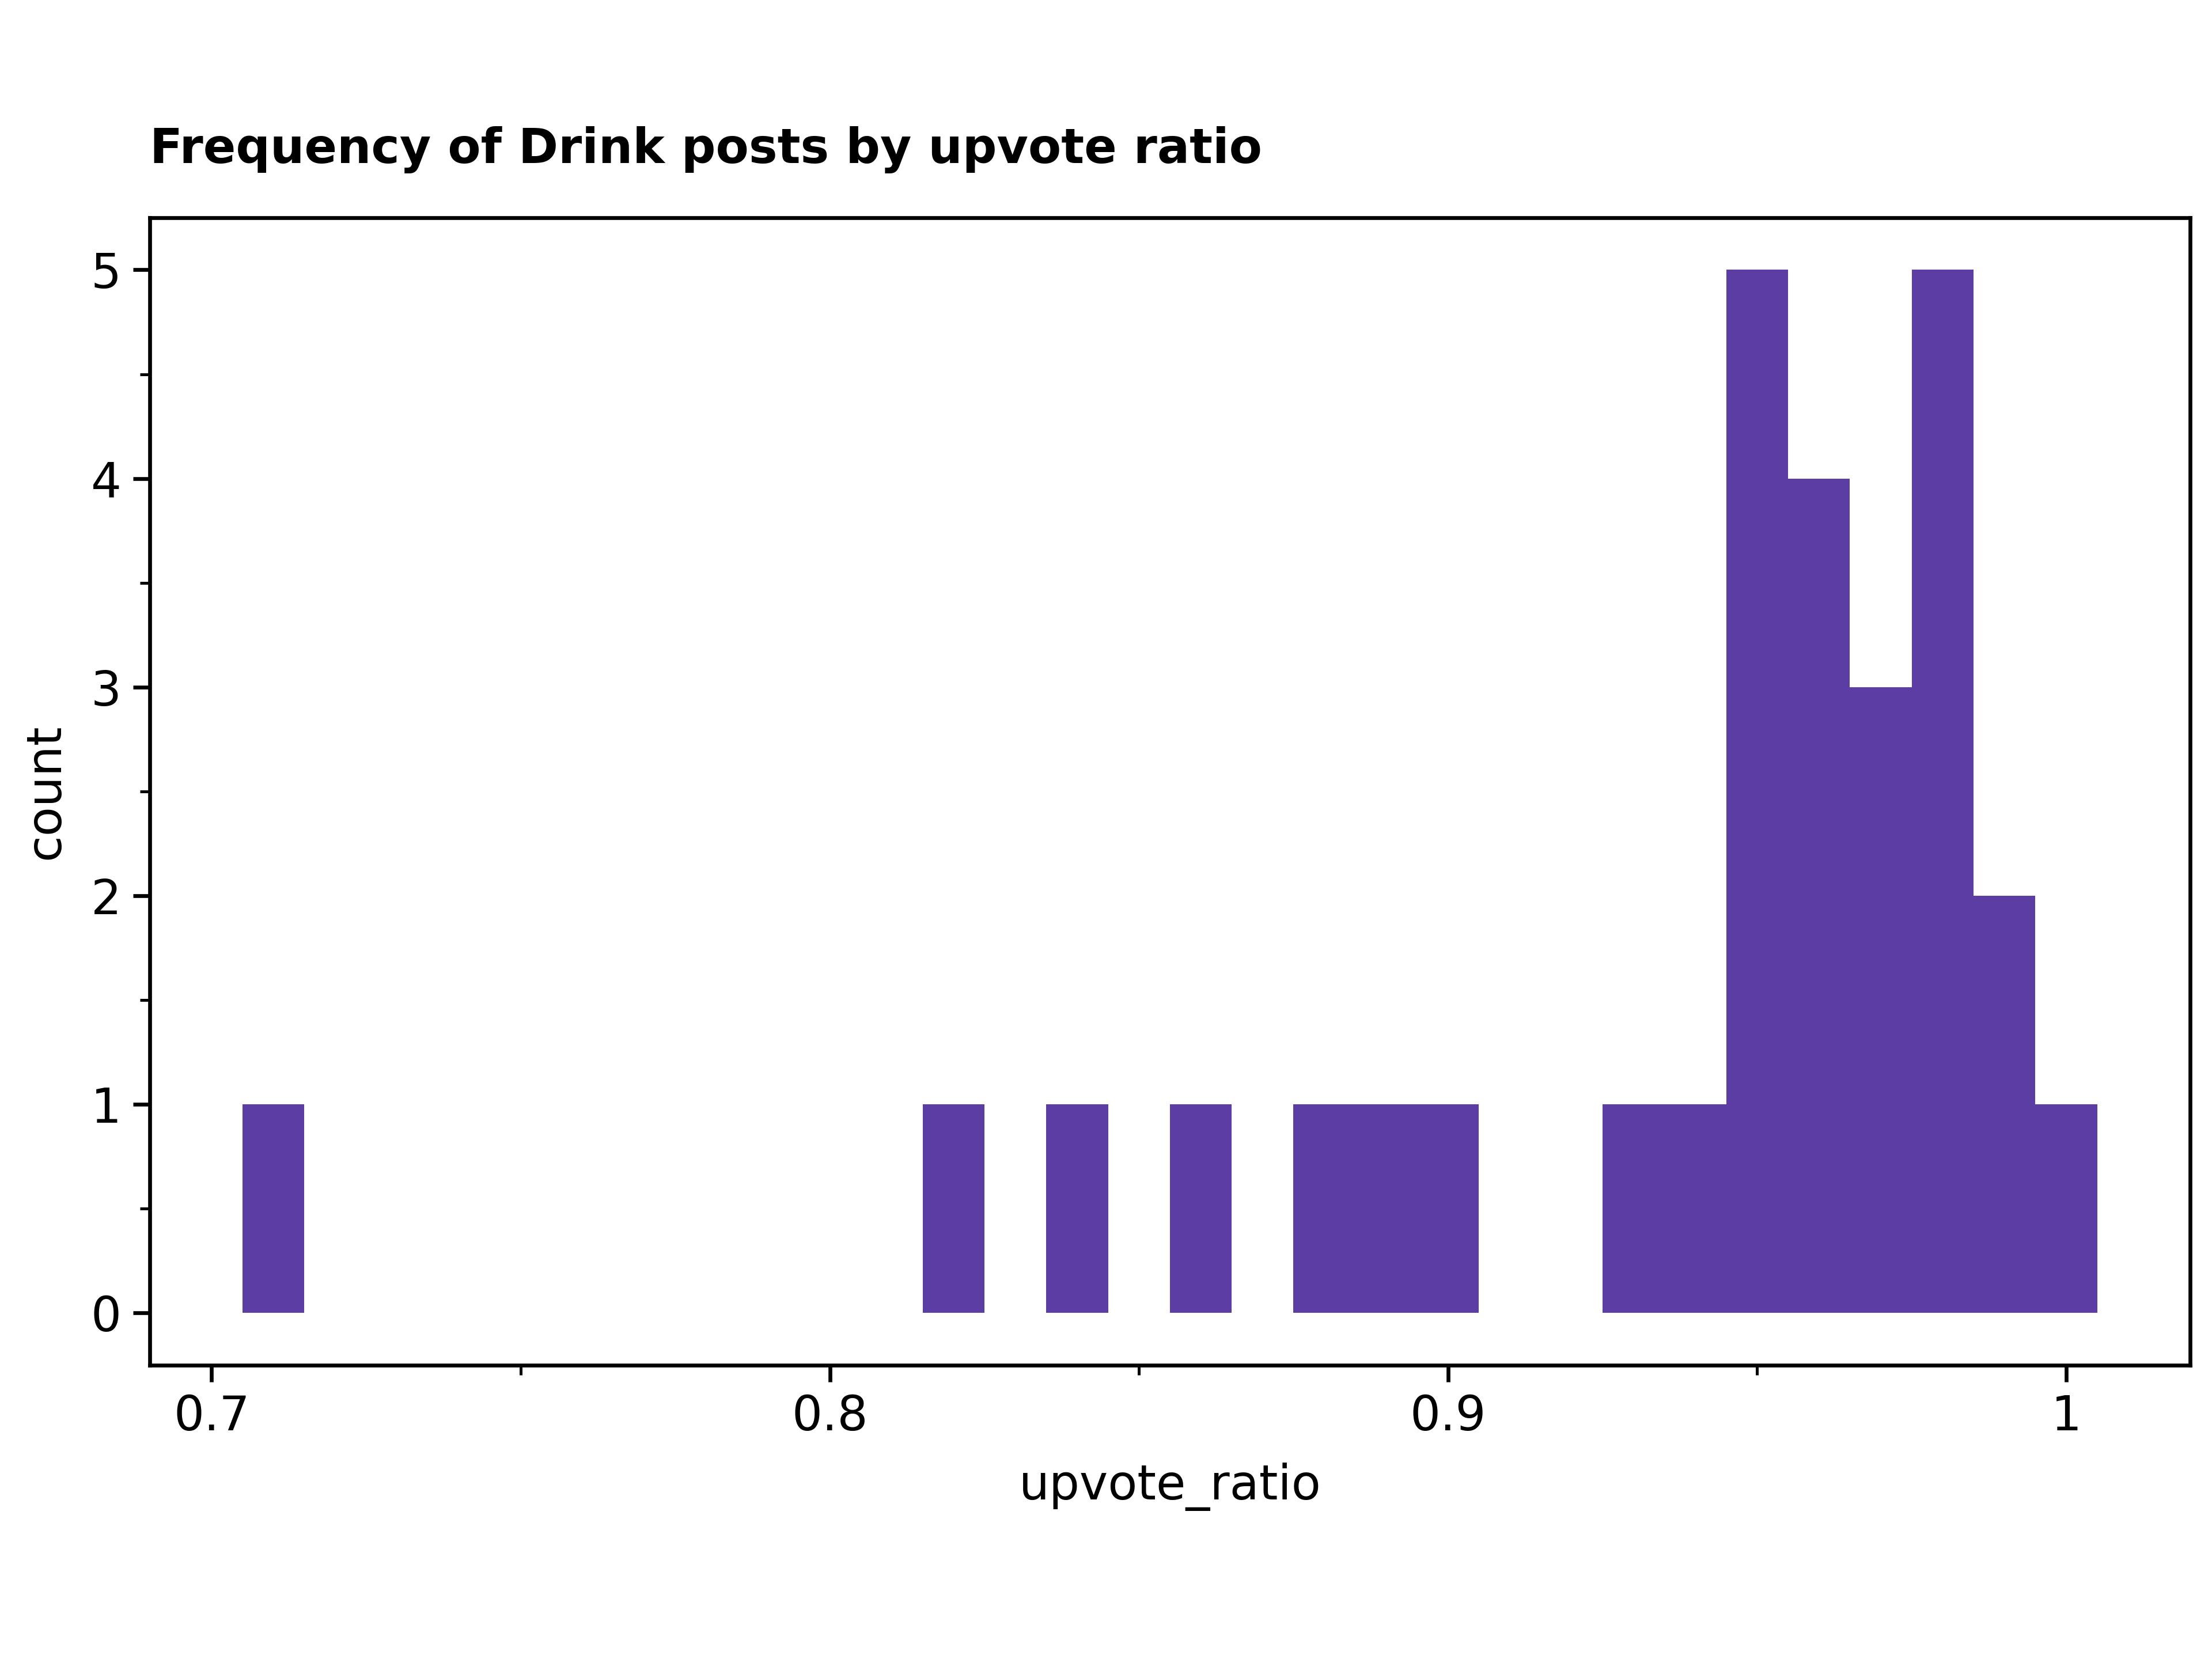 Frequency of Drink posts by upvote ratio
5
4
3
2
1
0
count
0.7 0.8 0.9 1
upvote_ratio